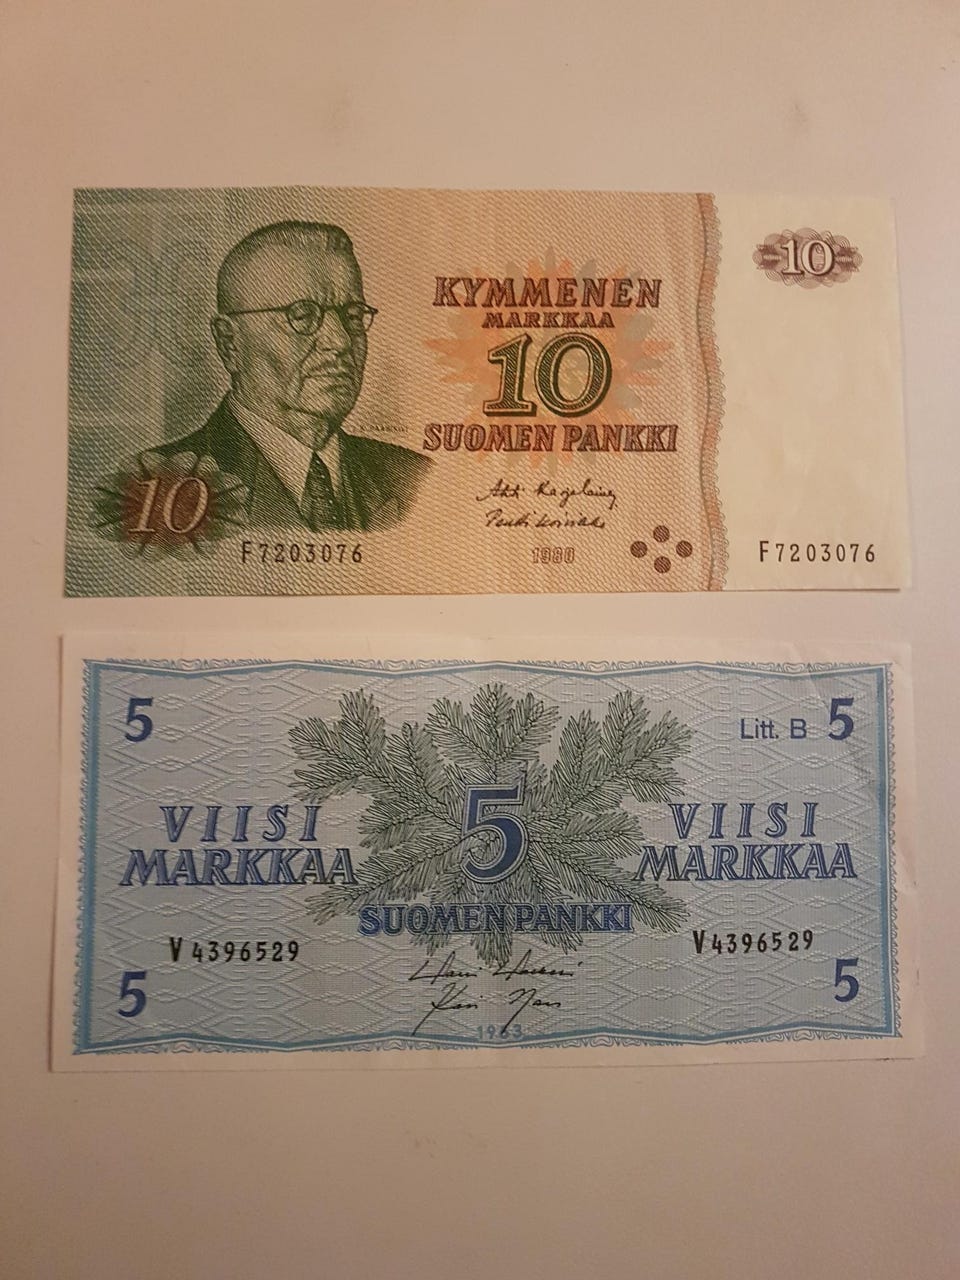 10
KYMMENEN
MARKKAA
10
SUOMEN PANKKI
10
F7203076
1980
F7203076
5
Litt. B 5
VIISI
MARKKAA
5
VIISI
MARKKAA
SUOMEN PANKKI
V4396529
V4396529
5
5
1963